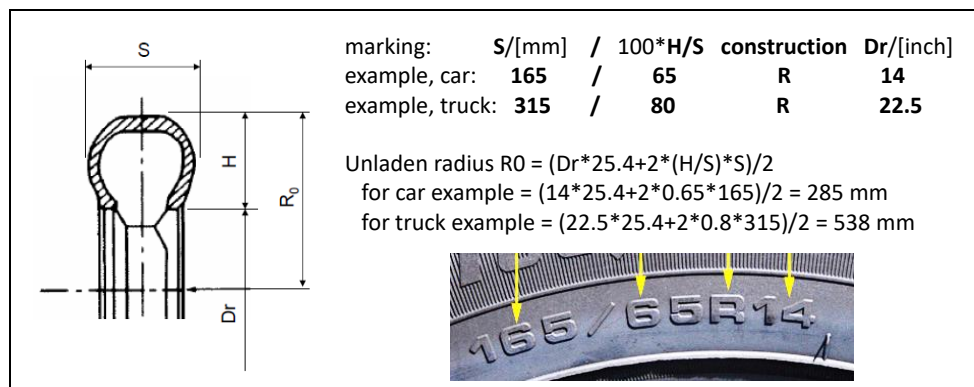 S
H
R0
Dr
marking: S/[mm] / 100*H/S construction Dr/[inch]
example, car: 165 / 65 R 14
example, truck: 315 / 80 R 22.5
Unladen radius R0 = (Dr*25.4+2*(H/S)*S)/2
for car example = (14*25.4+2*0.65*165)/2 = 285 mm
for truck example = (22.5*25.4+2*0.8*315)/2 = 538 mm
165/65R14